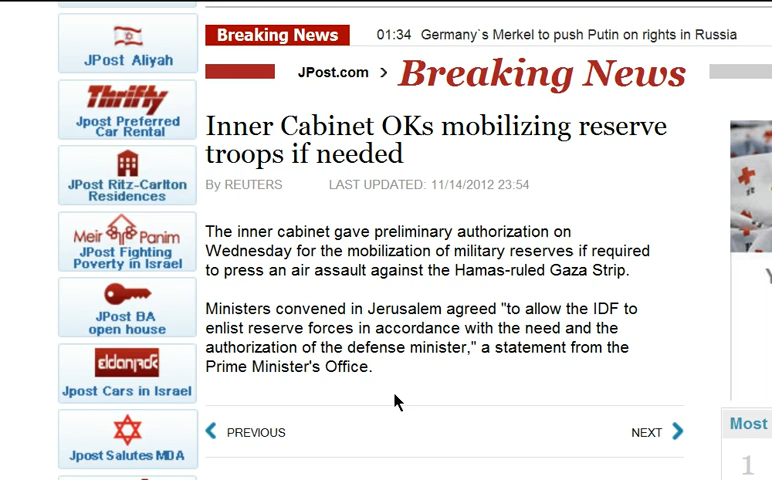 Breaking News
01:34 Germany`s Merkel to push Putin on rights in Russia
JPost.com › Breaking News
Inner Cabinet OKs mobilizing reserve
troops if needed
By REUTERS LAST UPDATED: 11/14/2012 23:54
The inner cabinet gave preliminary authorization on
Wednesday for the mobilization of military reserves if required
to press an air assault against the Hamas-ruled Gaza Strip.
Ministers convened in Jerusalem agreed "to allow the IDF to
enlist reserve forces in accordance with the need and the
authorization of the defense minister," a statement from the
Prime Minister's Office.
PREVIOUS
NEXT
JPost Aliyah
Thrifty
Jpost Preferred
Car Rental
JPost Ritz-Carlton
Residences
Meir Panim
JPost Fighting
Poverty in Israel
JPost BA
open house
eldan
Jpost Cars in Israel
Jpost Salutes MDA
Most
1